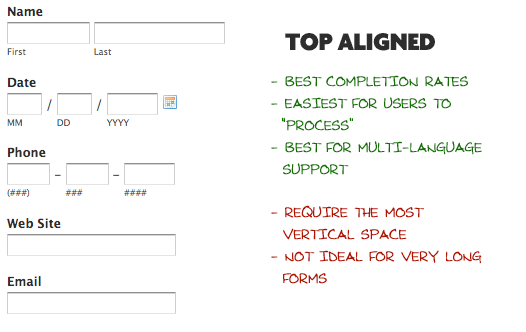 Name
First Last
Date
/ /
MM DD YYYY
Phone
- -
(###) ### ####
Web Site
Email
TOP ALIGNED
- BEST COMPLETION RATES
- EASIEST FOR USERS TO
"PROCESS"
- BEST FOR MULTI-LANGUAGE
SUPPORT
- REQUIRE THE MOST
VERTICAL SPACE
- NOT IDEAL FOR VERY LONG
FORMS